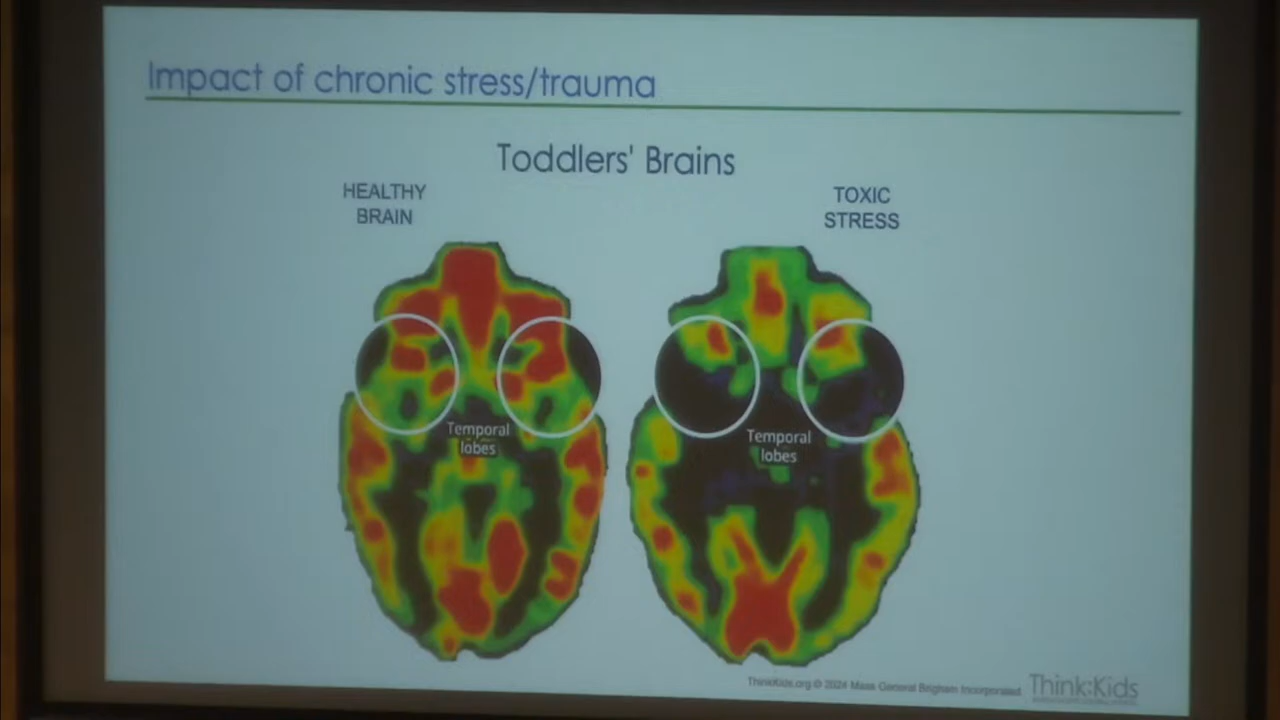 Impact of chronic stress/trauma
Toddlers' Brains
HEALTHY
BRAIN
TOXIC
STRESS
Temporal
lobes
Temporal
lobes
ThinkKids.org © 2024 Mass General Brigham Incorporated
Think:Kids